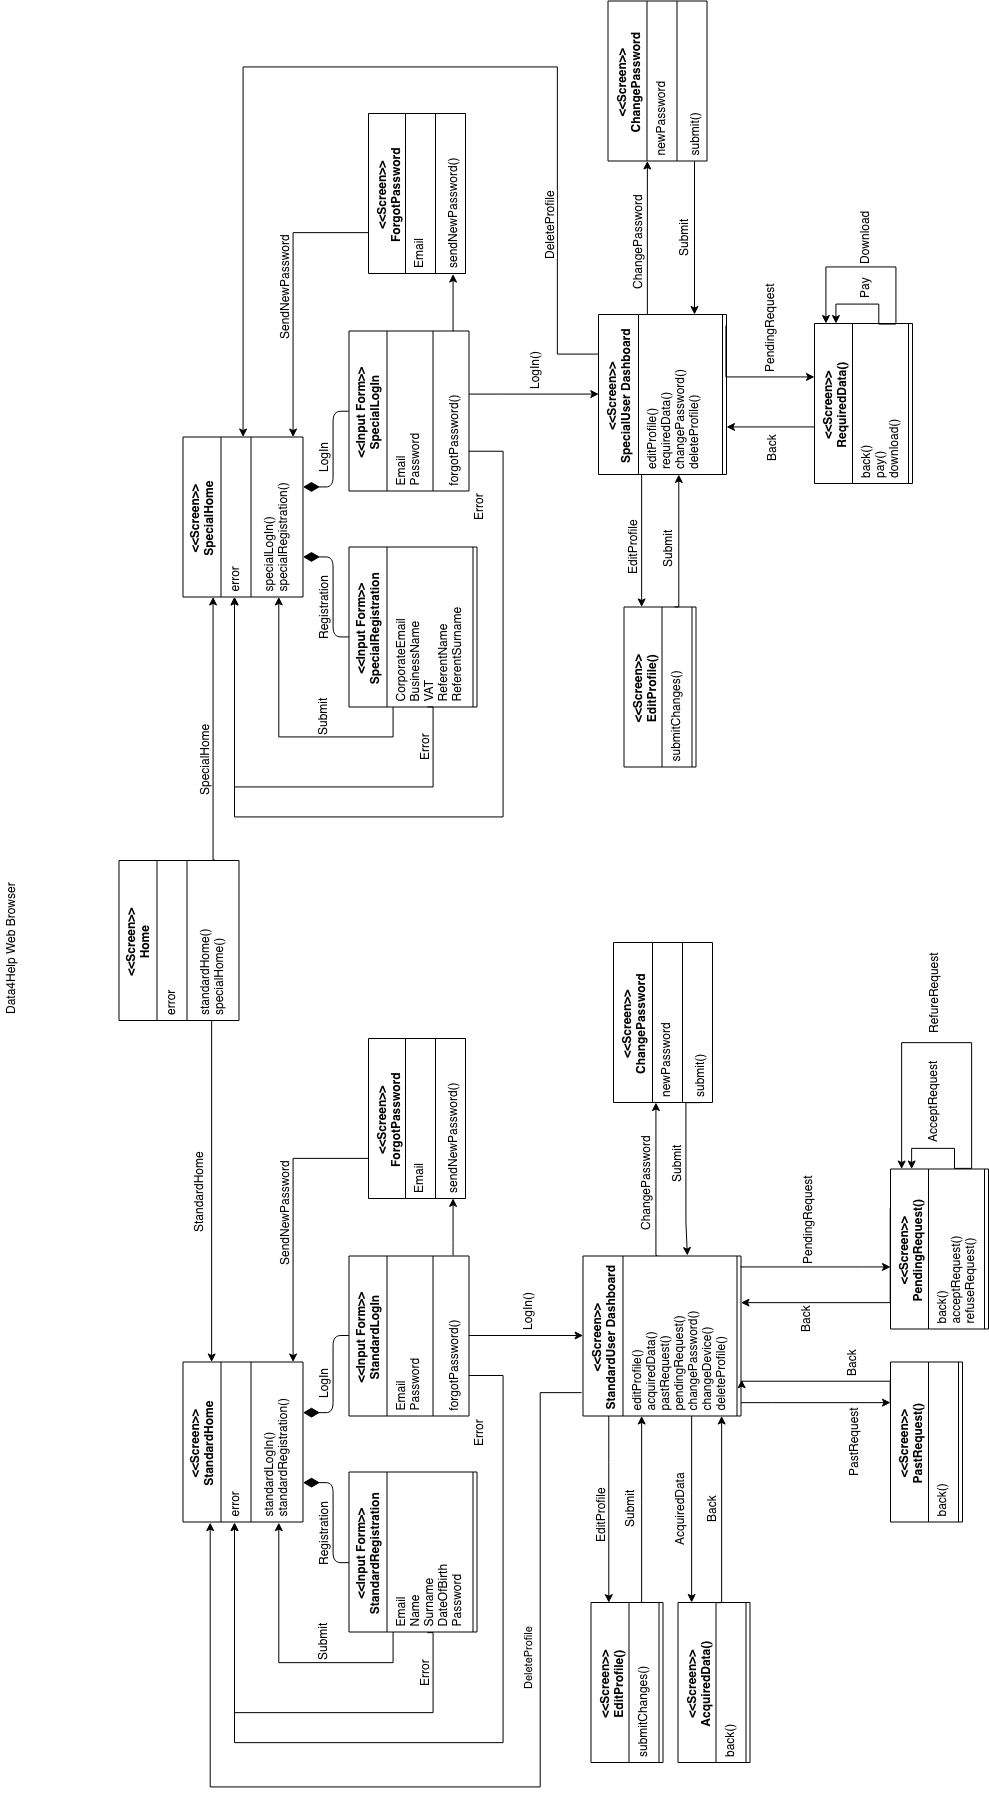 Data4Help Web Browser
<<Screen>>
Home
error
standardHome()
specialHome()
StandardHome
SpecialHome
<<Screen>>
StandardHome
error
standardLogIn()
standardRegistration()
Registration
LogIn
SendNewPassword
<<Input Form>>
StandardRegistration
Email
Name
Surname
DateOfBirth
Password
Submit
Error
<<Input Form>>
StandardLogIn
Email
Password
forgotPassword()
Error
<<Screen>>
ForgotPassword
Email
sendNewPassword()
LogIn()
DeleteProfile
<<Screen>>
StandardUser Dashboard
editProfile()
acquiredData()
pastRequest()
pendingRequest()
changePassword()
changeDevice()
deleteProfile()
EditProfile
Submit
AcquiredData
Back
ChangePassword
Submit
<<Screen>>
EditProfile()
submitChanges()
<<Screen>>
AcquiredData()
back()
<<Screen>>
ChangePassword
newPassword
submit()
PendingRequest
Back
PastRequest
Back
<<Screen>>
PastRequest()
back()
<<Screen>>
PendingRequest()
back()
acceptRequest()
refuseRequest()
AcceptRequest
RefureRequest
<<Screen>>
SpecialHome
error
specialLogIn()
specialRegistration()
Registration
LogIn
SendNewPassword
<<Input Form>>
SpecialRegistration
CorporateEmail
BusinessName
VAT
ReferentName
ReferentSurname
Submit
Error
<<Input Form>>
SpecialLogIn
Email
Password
forgotPassword()
Error
<<Screen>>
ForgotPassword
Email
sendNewPassword()
LogIn()
DeleteProfile
<<Screen>>
SpecialUser Dashboard
editProfile()
requiredData()
changePassword()
deleteProfile()
EditProfile
Submit
ChangePassword
Submit
<<Screen>>
EditProfile()
submitChanges()
<<Screen>>
ChangePassword
newPassword
submit()
PendingRequest
Back
<<Screen>>
RequiredData()
back()
pay()
download()
Pay
Download